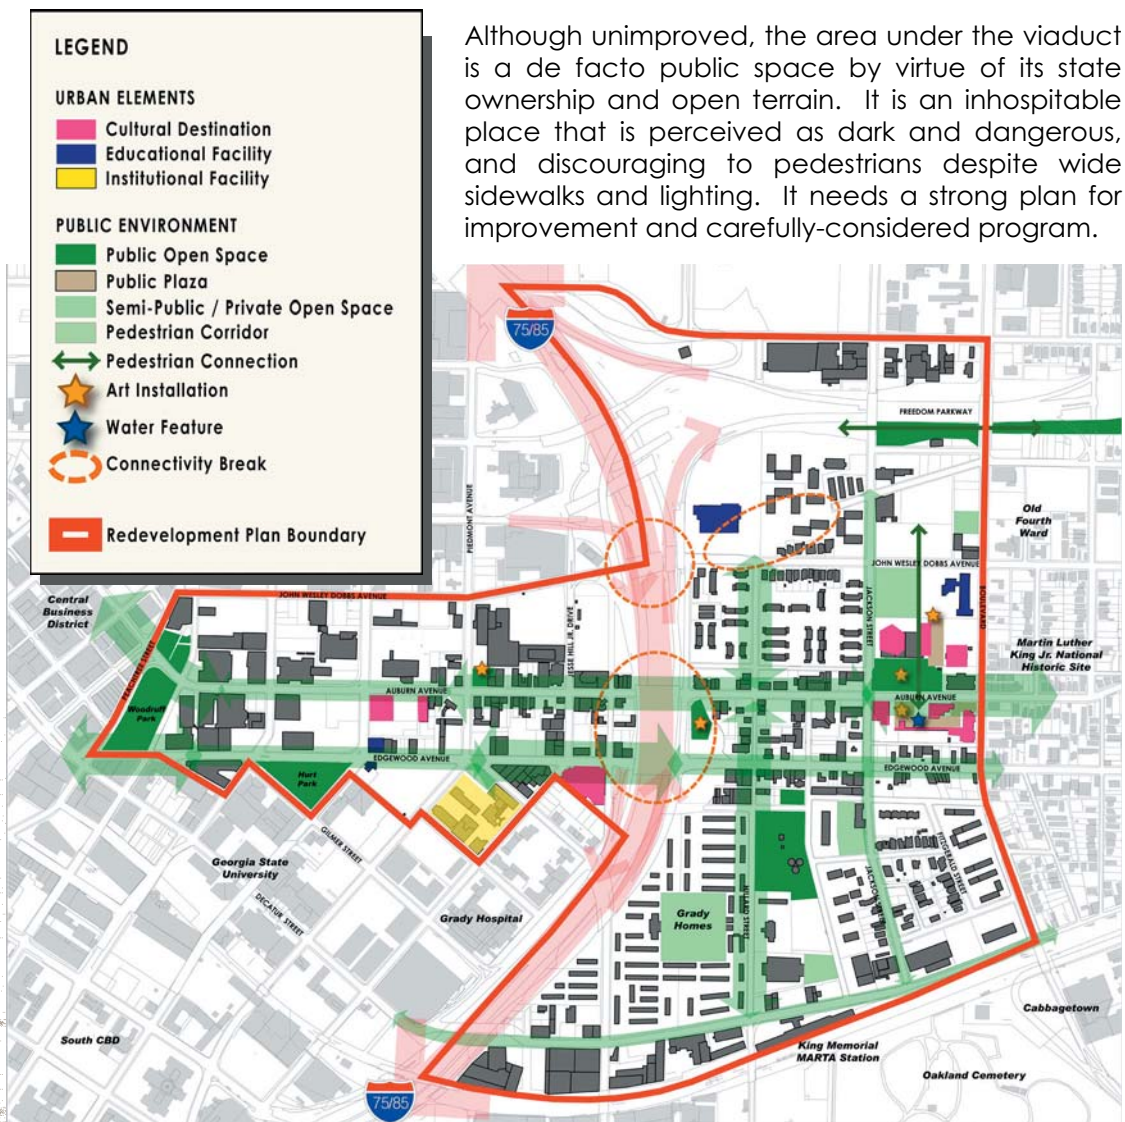 LEGEND
URBAN ELEMENTS
Cultural Destination
Educational Facility
Institutional Facility
PUBLIC ENVIRONMENT
Public Open Space
Public Plaza
Semi-Public / Private Open Space
Pedestrian Corridor
Pedestrian Connection
Art Installation
Water Feature
Connectivity Break
Redevelopment Plan Boundary
Although unimproved, the area under the viaduct
is a de facto public space by virtue of its state
ownership and open terrain. It is an inhospitable
place that is perceived as dark and dangerous,
and discouraging to pedestrians despite wide
sidewalks and lighting. It needs a strong plan for
improvement and carefully-considered program.
75/85
FREEDOM PARKWAY
PIEDMONT AVENUE
Old
Fourth
Ward
JOHN WESLEY DOBBS AVENUE
JOHN WESLEY DOBBS AVENUE
Central
Business
District
JESSE HILL JR. DRIVE
JACKSON STREET
BOULEVARD
PEACHTREE STREET
Martin Luther
King Jr. National
Historic Site
AUBURN AVENUE
AUBURN AVENUE
Woodruff
Park
EDGEWOOD AVENUE
EDGEWOOD AVENUE
Hurt
Park
GILMER STREET
Georgia State
University
FITZGERALD STREET
DECATUR STREET
Grady Hospital
Grady
Homes
HILLIARD STREET
JACKSON STREET
Cabbagetown
South CBD
King Memorial
MARTA Station
Oakland Cemetery
75/85